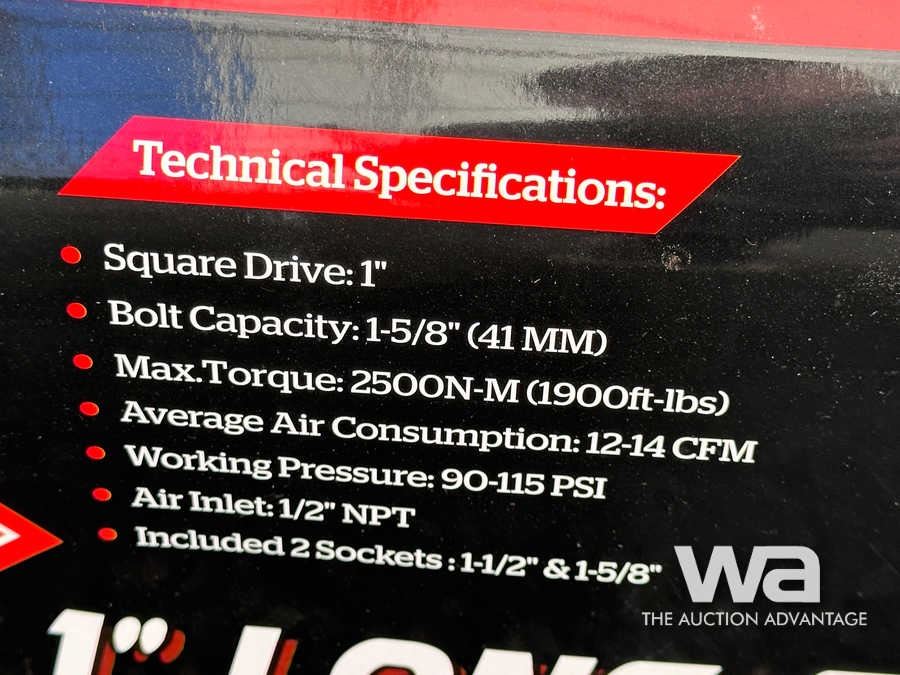 Technical Specifications:
Square Drive: 1"
Bolt Capacity: 1-5/8" (41 MM)
Max.Torque: 2500N-M (1900ft-lbs)
Average Air Consumption: 12-14 CFM
Working Pressure: 90-115 PSI
Air Inlet: 1/2" NPT
Included 2 Sockets : 1-1/2" & 1-5/8"
wa
THE AUCTION ADVANTAGE
1" LONG